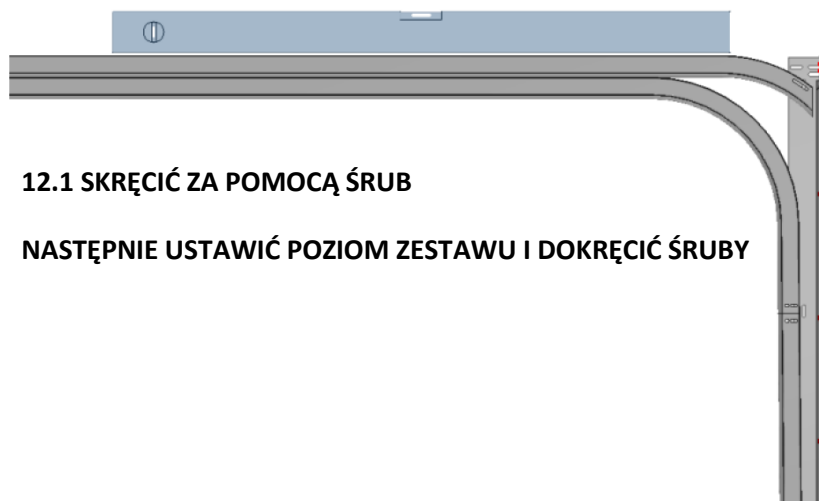 12.1 SKRĘCIĆ ZA POMOCĄ ŚRUB
NASTĘPNIE USTAWIĆ POZIOM ZESTAWU I DOKRĘCIĆ ŚRUBY